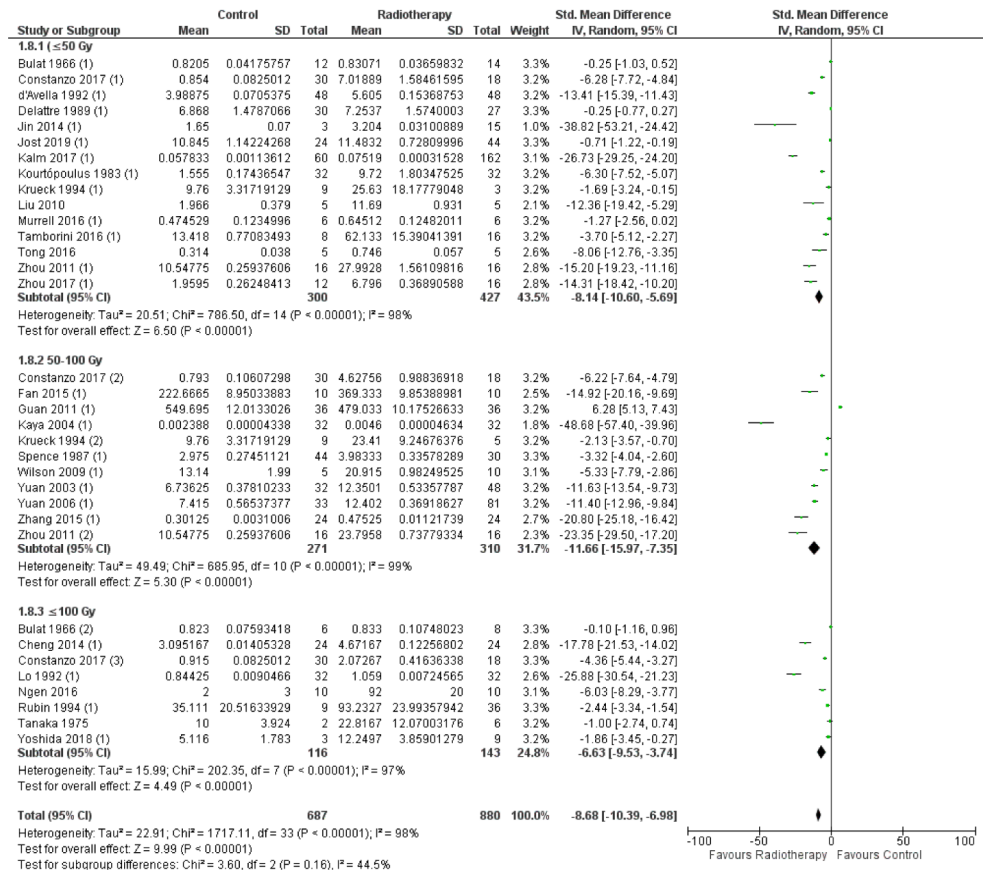 Control Radiotherapy Std. Mean Difference Std. Mean Difference
Study or Subgroup Mean SD Total Mean SD Total Weight IV, Random, 95% CI IV, Random, 95% CI
1.8.1 (≤50 Gy
Bulat 1966 (1) 0.8205 0.04175757 12 0.83071 0.03659832 14 3.3% -0.25 [-1.03, 0.52]
Constanzo 2017 (1) 0.854 0.0825012 30 7.01889 1.58461595 18 3.2% -6.28 [-7.72, -4.84]
d'Avella 1992 (1) 3.98875 0.0705375 48 5.605 0.15368753 48 3.2% -13.41 [-15.39, -11.43]
Delattre 1989 (1) 6.868 1.4787066 30 7.2537 1.5740003 27 3.3% -0.25 [-0.77, 0.27]
Jin 2014 (1) 1.65 0.07 3 3.204 0.03100889 15 1.0% -38.82 [-53.21, -24.42]
Jost 2019 (1) 10.845 1.14224268 24 11.4832 0.72809996 44 3.3% -0.71 [-1.22, -0.19]
Kalm 2017 (1) 0.057833 0.00113612 60 0.07519 0.00031528 162 3.1% -26.73 [-29.25, -24.20]
Kourtópoulus 1983 (1) 1.555 0.17436547 32 9.72 1.80347525 32 3.3% -6.30 [-7.52, -5.07]
Krueck 1994 (1) 9.76 3.31719129 9 25.63 18.17779048 3 3.2% -1.69 [-3.24, -0.15]
Liu 2010 1.966 0.379 5 11.69 0.931 5 2.1% -12.36 [-19.42, -5.29]
Murrell 2016 (1) 0.474529 0.1234996 6 0.64512 0.12482011 6 3.2% -1.27 [-2.56, 0.02]
Tamborini 2016 (1) 13.418 0.77083493 8 62.133 15.39041391 16 3.2% -3.70 [-5.12, -2.27]
Tong 2016 0.314 0.038 5 0.746 0.057 5 2.6% -8.06 [-12.76, -3.35]
Zhou 2011 (1) 10.54775 0.25937606 16 27.9928 1.56109816 16 2.8% -15.20 [-19.23, -11.16]
Zhou 2017 (1) 1.9595 0.26248413 12 6.796 0.36890588 16 2.7% -14.31 [-18.42, -10.20]
Subtotal (95% CI) 300 427 43.5% -8.14 [-10.60, -5.69]
Heterogeneity: Tau² = 20.51; Chi² = 786.50, df = 14 (P < 0.00001); I² = 98%
Test for overall effect: Z = 6.50 (P < 0.00001)
1.8.2 50-100 Gy
Constanzo 2017 (2) 0.793 0.10607298 30 4.62756 0.98836918 18 3.2% -6.22 [-7.64, -4.79]
Fan 2015 (1) 222.6665 8.95033883 10 369.333 9.85388981 10 2.5% -14.92 [-20.16, -9.69]
Guan 2011 (1) 549.695 12.0133026 36 479.033 10.17526633 36 3.3% 6.28 [5.13, 7.43]
Kaya 2004 (1) 0.002388 0.00004338 32 0.0046 0.00004634 32 1.8% -48.68 [-57.40, -39.96]
Krueck 1994 (2) 9.76 3.31719129 9 23.41 9.24676376 5 3.2% -2.13 [-3.57, -0.70]
Spence 1987 (1) 2.975 0.27451121 44 3.98333 0.33578289 30 3.3% -3.32 [-4.04, -2.60]
Wilson 2009 (1) 13.14 1.99 5 20.915 0.98249525 10 3.1% -5.33 [-7.79, -2.86]
Yuan 2003 (1) 6.73625 0.37810233 32 12.3501 0.53357787 48 3.2% -11.63 [-13.54, -9.73]
Yuan 2006 (1) 7.415 0.56537377 33 12.402 0.36918627 81 3.2% -11.40 [-12.96, -9.84]
Zhang 2015 (1) 0.30125 0.0031006 24 0.47525 0.01121739 24 2.7% -20.80 [-25.18, -16.42]
Zhou 2011 (2) 10.54775 0.25937606 16 23.7958 0.73779334 16 2.3% -23.35 [-29.50, -17.20]
Subtotal (95% CI) 271 310 31.7% -11.66 [-15.97, -7.35]
Heterogeneity: Tau² = 49.49; Chi² = 685.95, df = 10 (P < 0.00001); I² = 99%
Test for overall effect: Z = 5.30 (P < 0.00001)
1.8.3 ≤100 Gy
Bulat 1966 (2) 0.823 0.07593418 6 0.833 0.10748023 8 3.3% -0.10 [-1.16, 0.96]
Cheng 2014 (1) 3.095167 0.01405328 24 4.67167 0.12256802 24 2.8% -17.78 [-21.53, -14.02]
Constanzo 2017 (3) 0.915 0.0825012 30 2.07267 0.41636338 18 3.3% -4.36 [-5.44, -3.27]
Lo 1992 (1) 0.84425 0.0090466 32 1.059 0.00724565 32 2.6% -25.88 [-30.54, -21.23]
Ngen 2016 2 3 10 92 20 10 3.1% -6.03 [-8.29, -3.77]
Rubin 1994 (1) 35.111 20.51633929 9 93.2327 23.99357942 36 3.3% -2.44 [-3.34, -1.54]
Tanaka 1975 10 3.924 2 22.8167 12.07003176 6 3.2% -1.00 [-2.74, 0.74]
Yoshida 2018 (1) 5.116 1.783 3 12.2497 3.85901279 9 3.2% -1.86 [-3.45, -0.27]
Subtotal (95% CI) 116 143 24.8% -6.63 [-9.53, -3.74]
Heterogeneity: Tau² = 15.99; Chi² = 202.35, df = 7 (P < 0.00001); I² = 97%
Test for overall effect: Z = 4.49 (P < 0.00001)
Total (95% CI) 687 880 100.0% -8.68 [-10.39, -6.98]
Heterogeneity: Tau² = 22.91; Chi² = 1717.11, df = 33 (P < 0.00001); I² = 98%
Test for overall effect: Z = 9.99 (P < 0.00001)
Test for subgroup differences: Chi² = 3.60, df = 2 (P = 0.16), I² = 44.5%
-100 -50 0 50 100
Favours Radiotherapy Favours Control